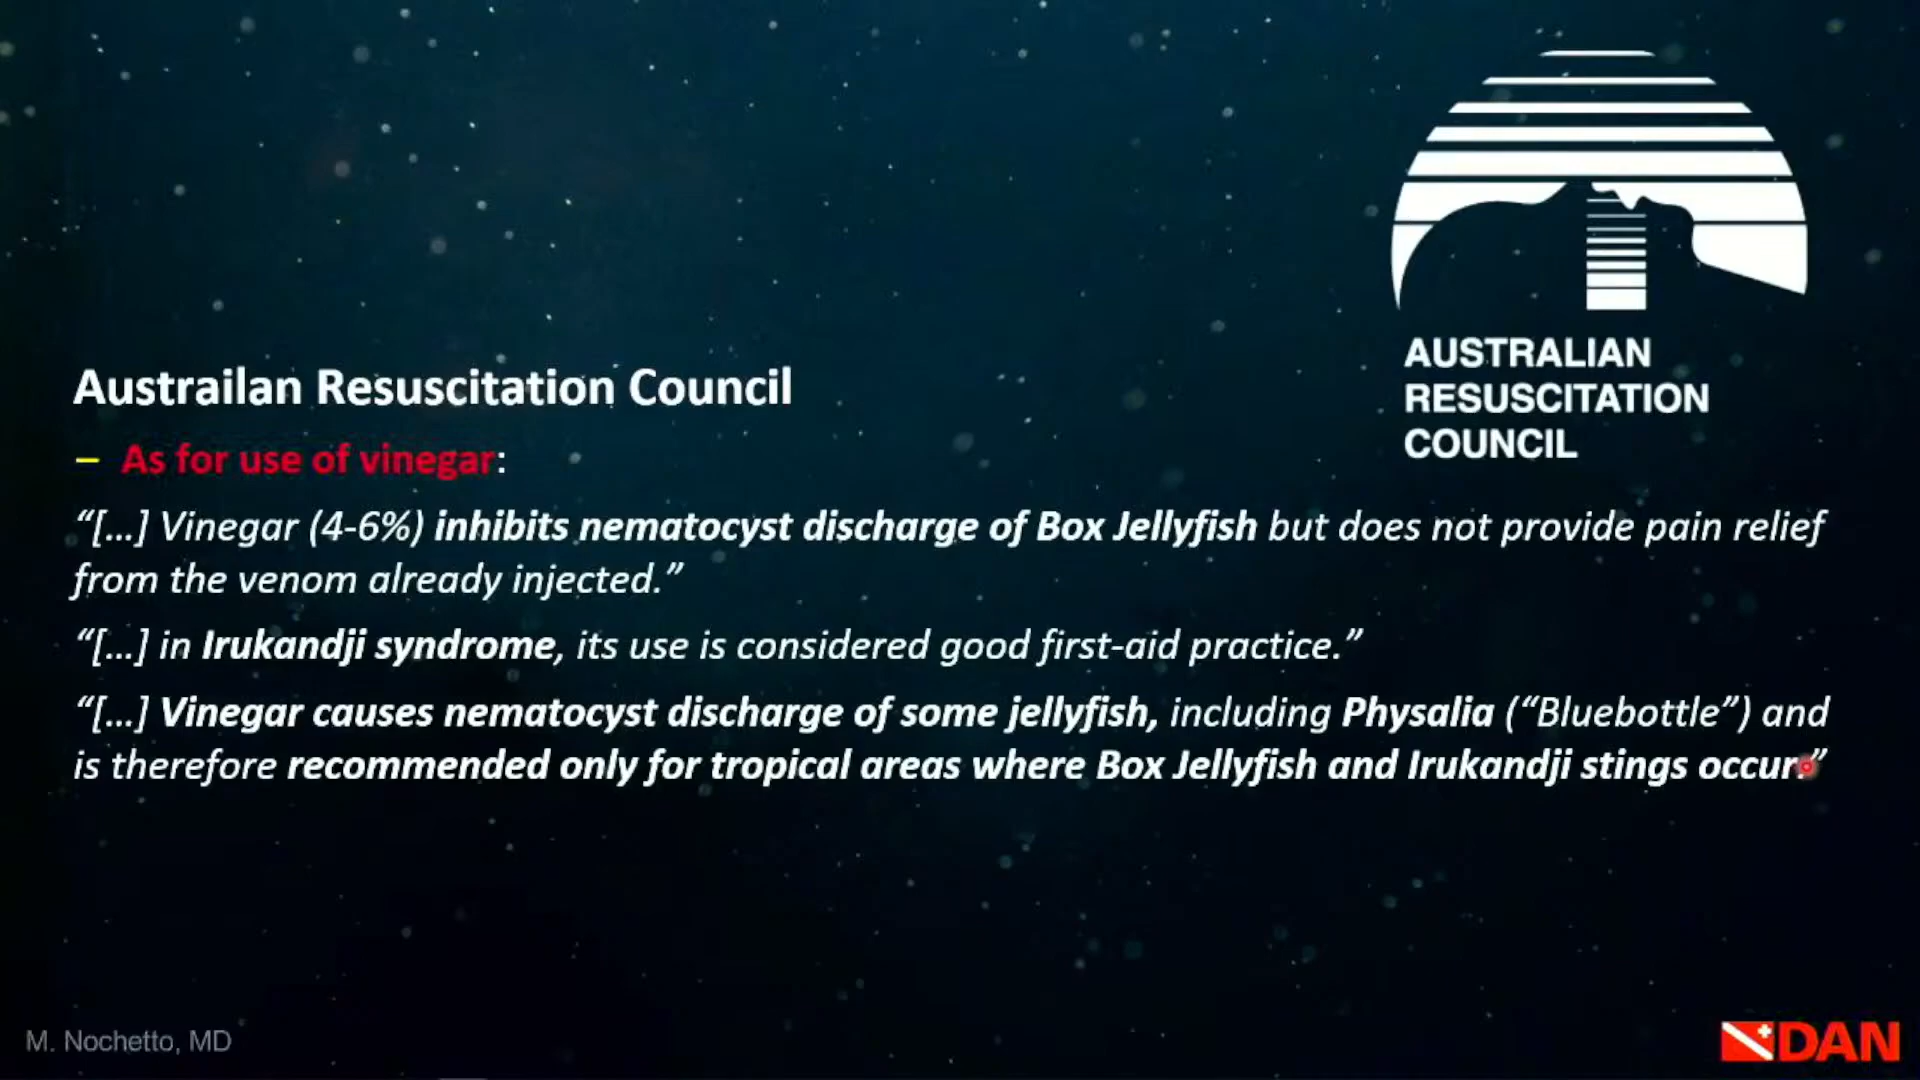 AUSTRALIAN
RESUSCITATION
COUNCIL
Austrailan Resuscitation Council
– As for use of vinegar:
“[...] Vinegar (4-6%) inhibits nematocyst discharge of Box Jellyfish but does not provide pain relief
from the venom already injected.”
“[...] in Irukandji syndrome, its use is considered good first-aid practice.”
“[...] Vinegar causes nematocyst discharge of some jellyfish, including Physalia (“Bluebottle”) and
is therefore recommended only for tropical areas where Box Jellyfish and Irukandji stings occur.”
M. Nochetto, MD
DAN